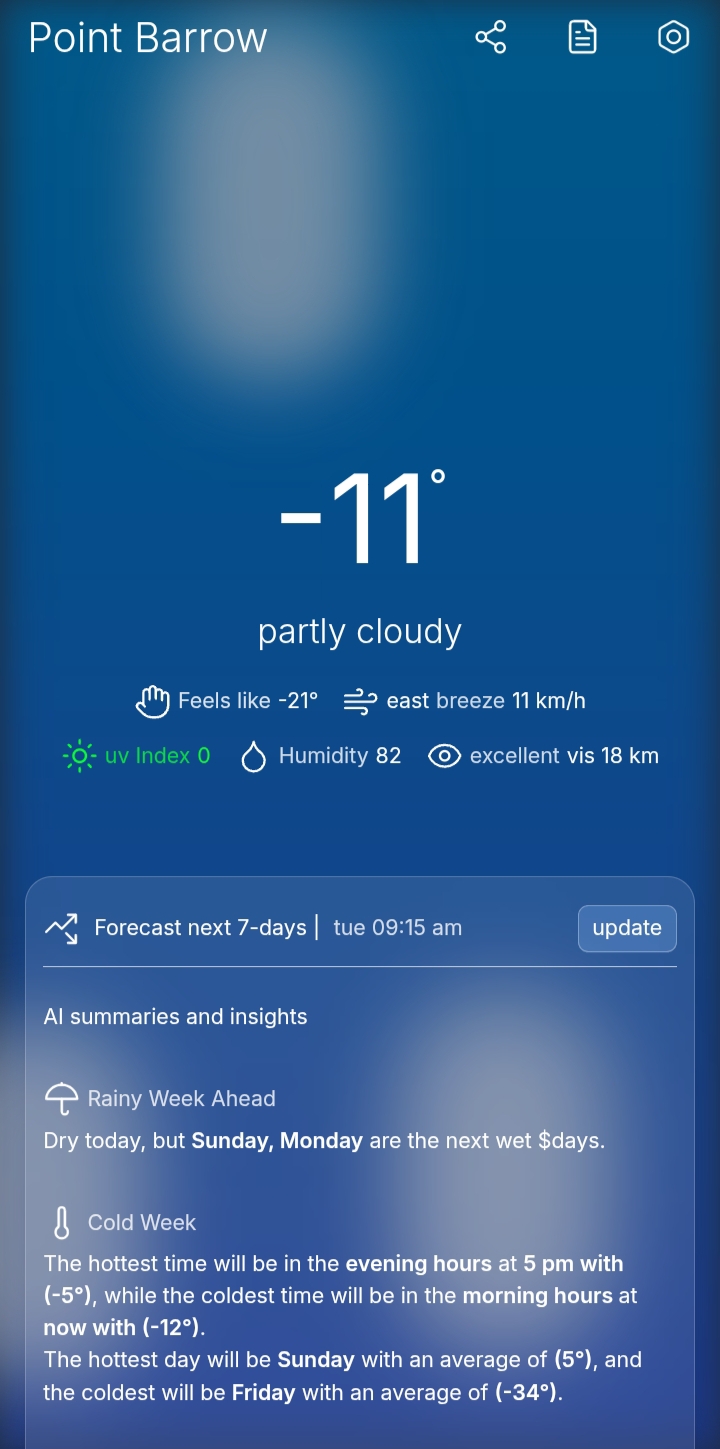 Point Barrow
-11°
partly cloudy
Feels like -21° east breeze 11 km/h
uv Index 0 Humidity 82 excellent vis 18 km
Forecast next 7-days | tue 09:15 am update
AI summaries and insights
Rainy Week Ahead
Dry today, but Sunday, Monday are the next wet $days.
Cold Week
The hottest time will be in the evening hours at 5 pm with
(-5°), while the coldest time will be in the morning hours at
now with (-12°).
The hottest day will be Sunday with an average of (5°), and
the coldest will be Friday with an average of (-34°).